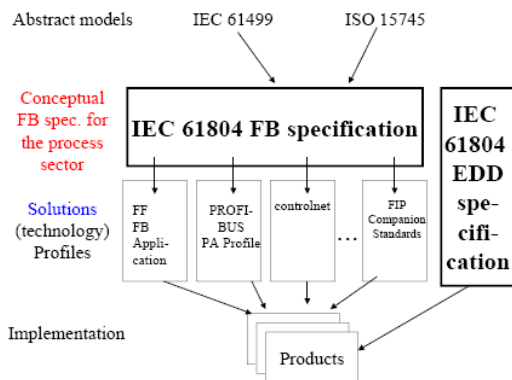 Abstract models
IEC 61499
ISO 15745
Conceptual
FB spec. for
the process
sector
IEC 61804 FB specification
IEC
61804
EDD
spe-
cifi-
cation
Solutions
(technology)
Profiles
FF
FB
Appli-
cation
PROFI-
BUS
PA Profile
controlnet
...
FIP
Companion
Standards
Implementation
Products